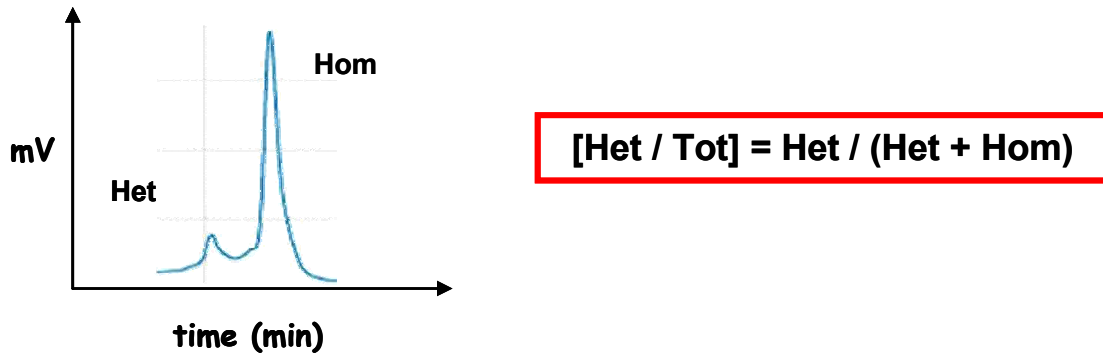 Hom
mV
Het
time (min)
[Het / Tot] = Het / (Het + Hom)